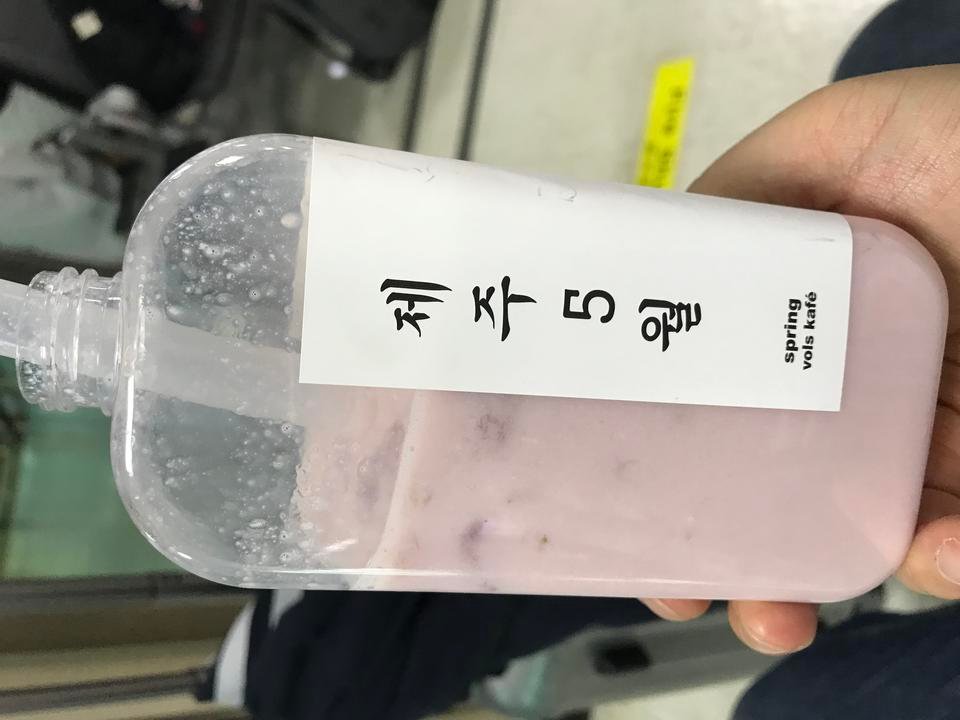 제주5월
spring
vols kafé